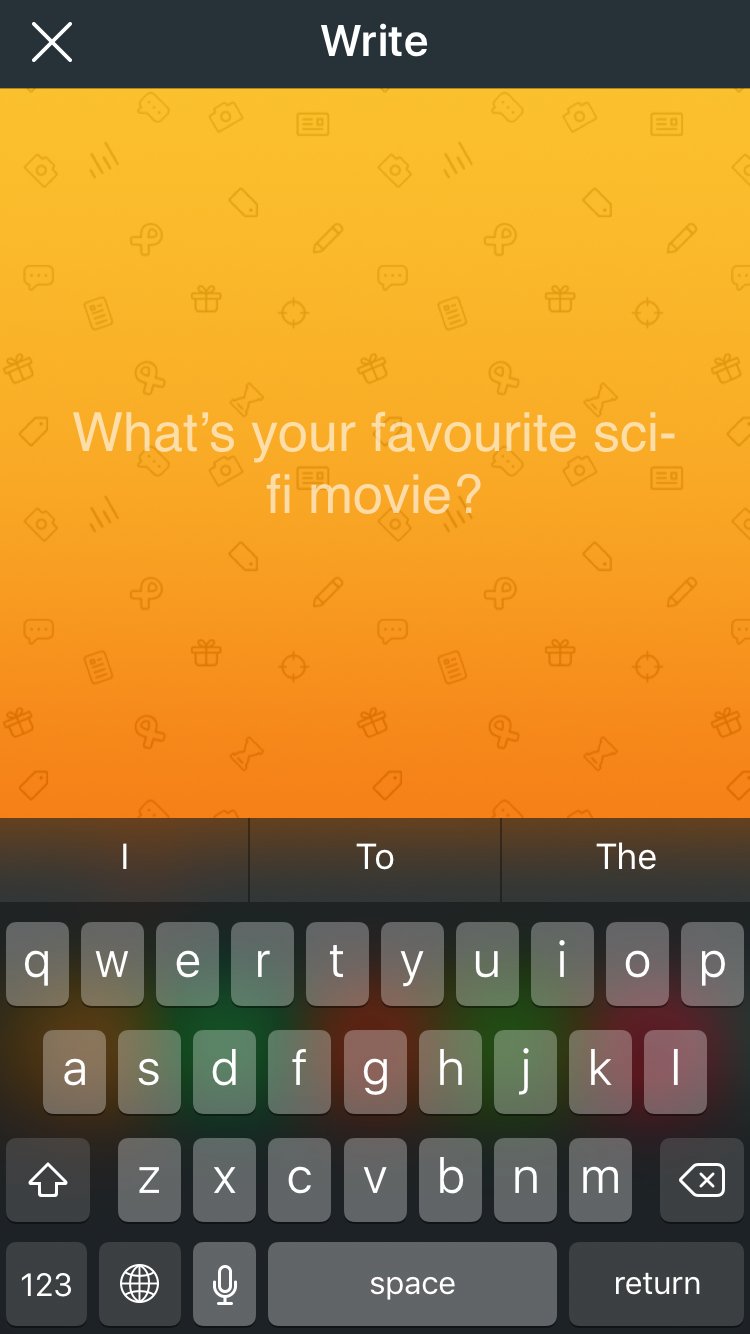 Write
What’s your favourite sci-
fi movie?
I To The
q w e r t y u i o p
a s d f g h j k l
z x c v b n m
123 space return